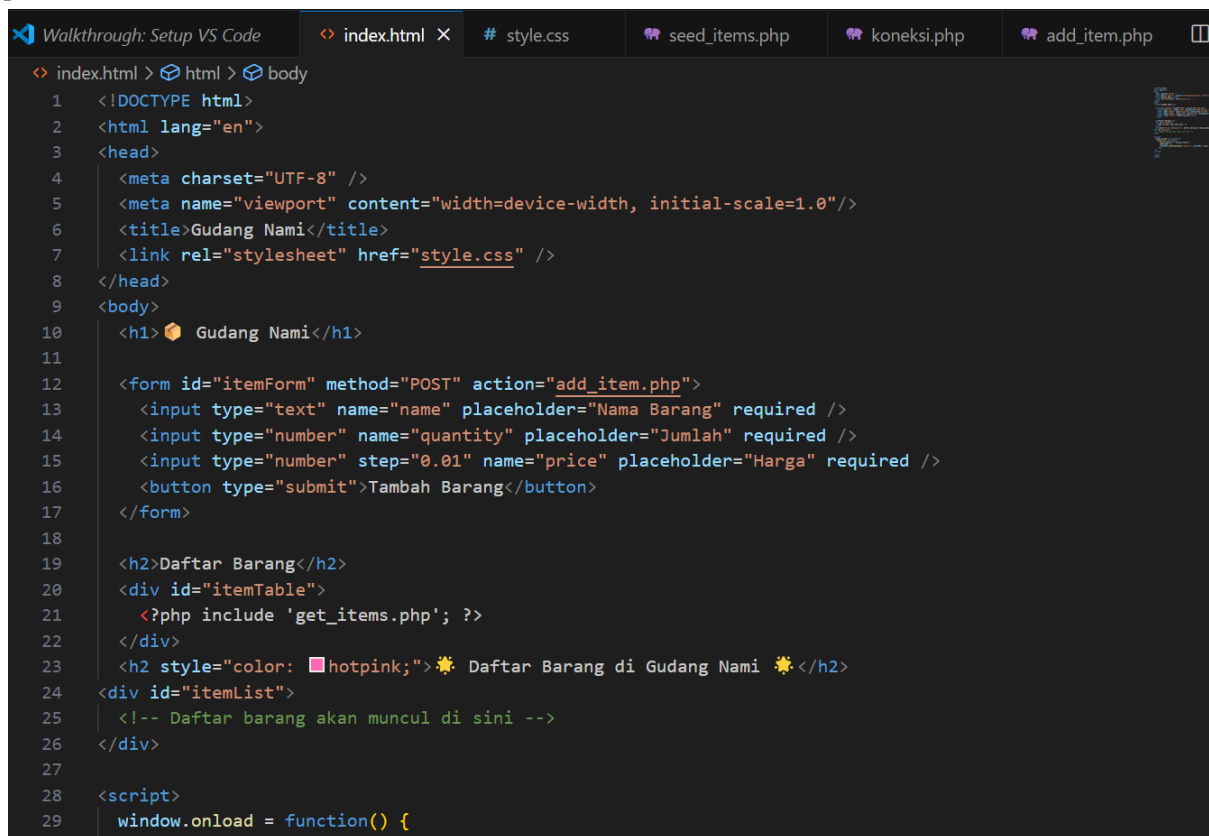 Walkthrough: Setup VS Code index.html × # style.css seed_items.php koneksi.php add_item.php
<> index.html > html > body
1 <!DOCTYPE html>
2 <html lang="en">
3 <head>
4 <meta charset="UTF-8" />
5 <meta name="viewport" content="width=device-width, initial-scale=1.0"/>
6 <title>Gudang Nami</title>
7 <link rel="stylesheet" href="style.css" />
8 </head>
9 <body>
10 <h1>📦 Gudang Nami</h1>
11
12 <form id="itemForm" method="POST" action="add_item.php">
13 <input type="text" name="name" placeholder="Nama Barang" required />
14 <input type="number" name="quantity" placeholder="Jumlah" required />
15 <input type="number" step="0.01" name="price" placeholder="Harga" required />
16 <button type="submit">Tambah Barang</button>
17 </form>
18
19 <h2>Daftar Barang</h2>
20 <div id="itemTable">
21 <?php include 'get_items.php'; ?>
22 </div>
23 <h2 style="color: hotpink;">🌟 Daftar Barang di Gudang Nami 🌟</h2>
24 <div id="itemList">
25 <!-- Daftar barang akan muncul di sini -->
26 </div>
27
28 <script>
29 window.onload = function() {